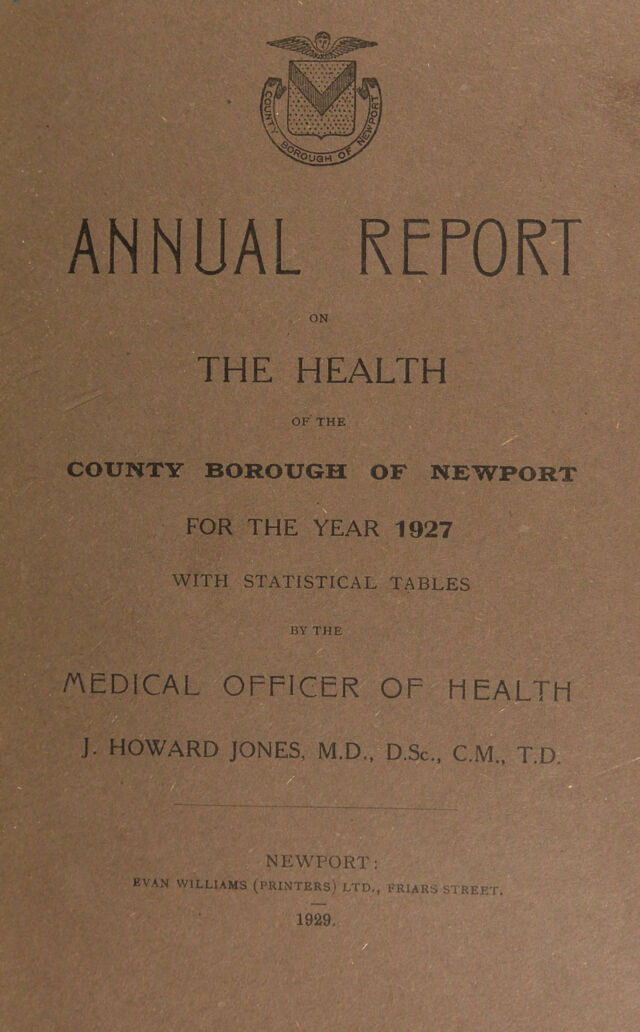 COUNTY BOROUGH OF NEWPORT
ANNUAL REPORT
ON
THE HEALTH
OF THE
COUNTY BOROUGH OF NEWPORT
FOR THE YEAR 1927
WITH STATISTICAL TABLES
BY THE
MEDICAL OFFICER OF HEALTH
J. HOWARD JONES, M.D., D.Sc., C.M., T.D.
NEWPORT:
EVAN WILLIAMS (PRINTERS) LTD., FRIARS STREET.
1929.